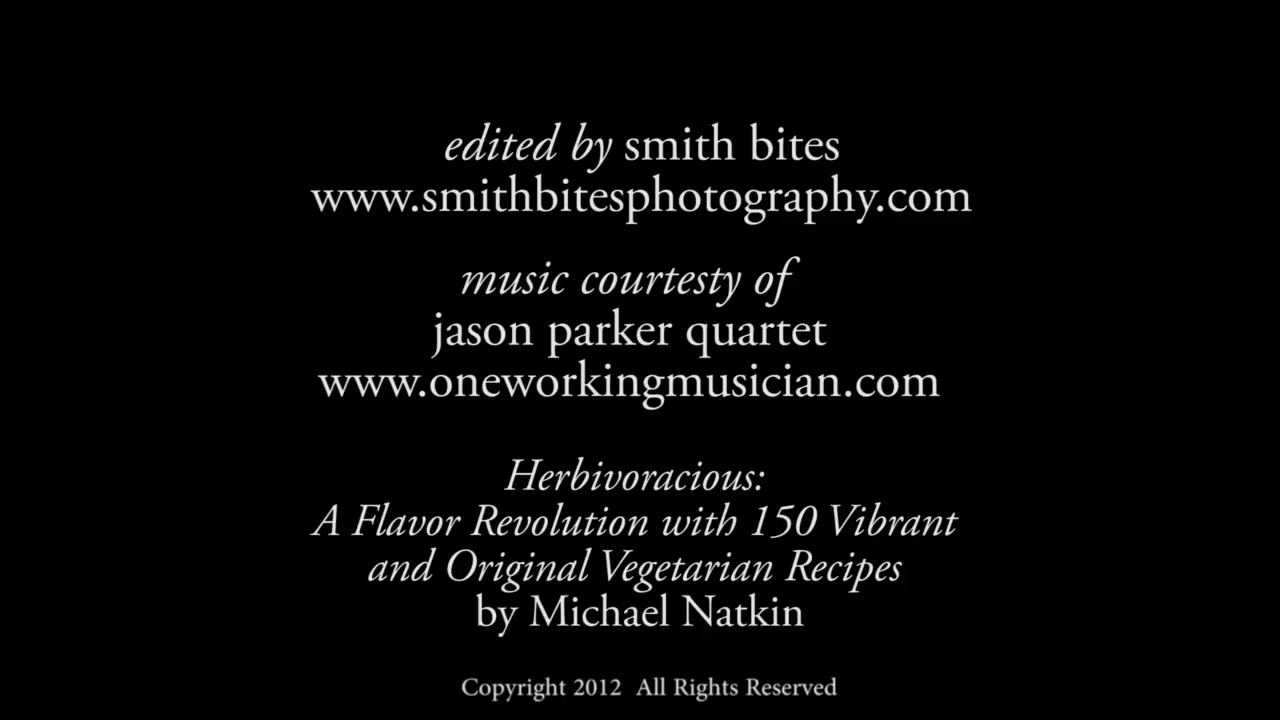 edited by smith bites
www.smithbitesphotography.com
music courtesty of
jason parker quartet
www.oneworkingmusician.com
Herbivoracious:
A Flavor Revolution with 150 Vibrant
and Original Vegetarian Recipes
by Michael Natkin
Copyright 2012 All Rights Reserved